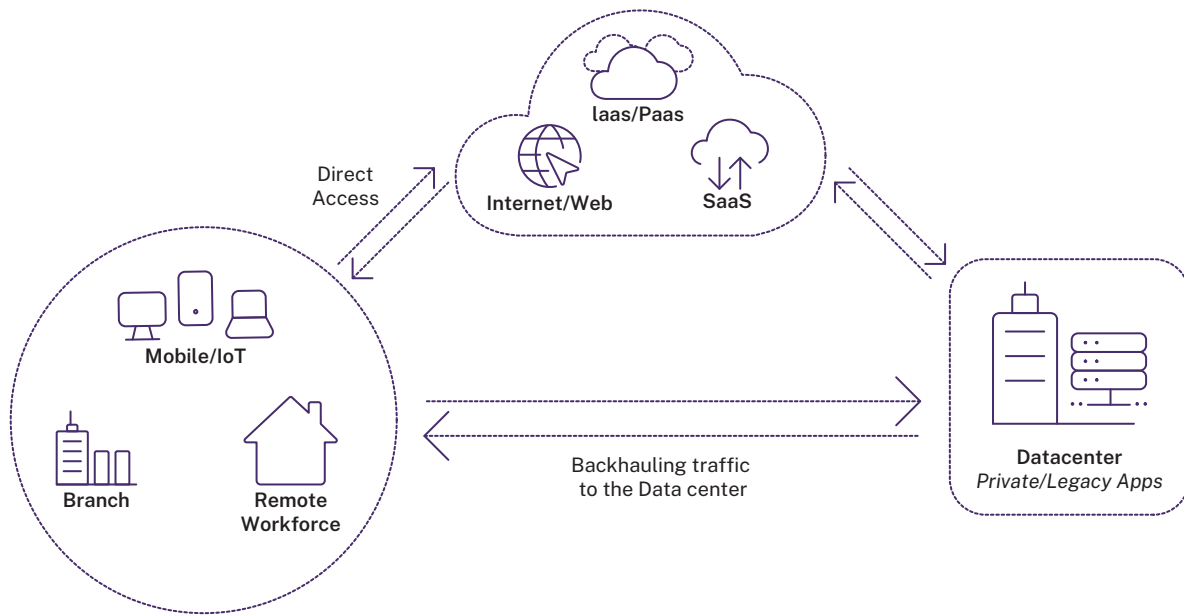 Iaas/Paas
Internet/Web
SaaS
Direct
Access
Mobile/IoT
Branch
Remote
Workforce
Backhauling traffic
to the Data center
Datacenter
Private/Legacy Apps